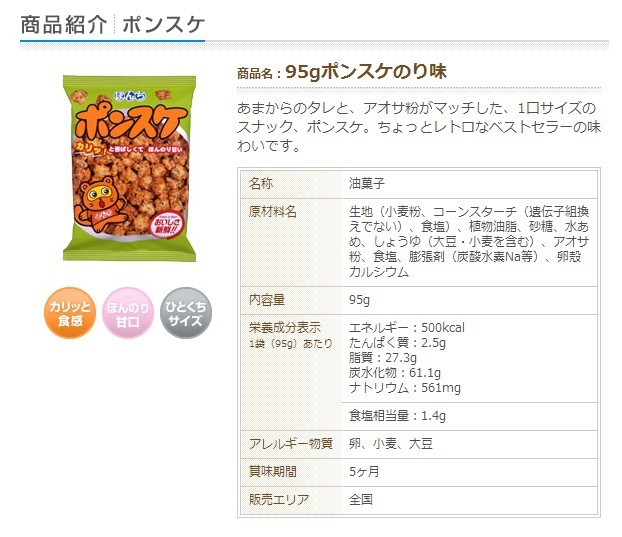 商品紹介 ポンスケ
商品名：95gポンスケのり味
あまからのタレと、アオサ粉がマッチした、1口サイズの
スナック、ポンスケ。ちょっとレトロなベストセラーの味
わいです。
ぼんち
ポンスケ
カリッ!と香ばしくて ほんのり甘い
おいしさ
新鮮!!
カリッと
食感
ほんのり
甘口
ひとくち
サイズ
名称 油菓子
原材料名 生地（小麦粉、コーンスターチ（遺伝子組換
えでない）、食塩）、植物油脂、砂糖、水あ
め、しょうゆ（大豆・小麦を含む）、アオサ
粉、食塩、膨張剤（炭酸水素Na等）、卵殻
カルシウム
内容量 95g
栄養成分表示 エネルギー：500kcal
1袋（95g）あたり たんぱく質：2.5g
脂質：27.3g
炭水化物：61.1g
ナトリウム：561mg
食塩相当量：1.4g
アレルギー物質 卵、小麦、大豆
賞味期間 5ヶ月
販売エリア 全国